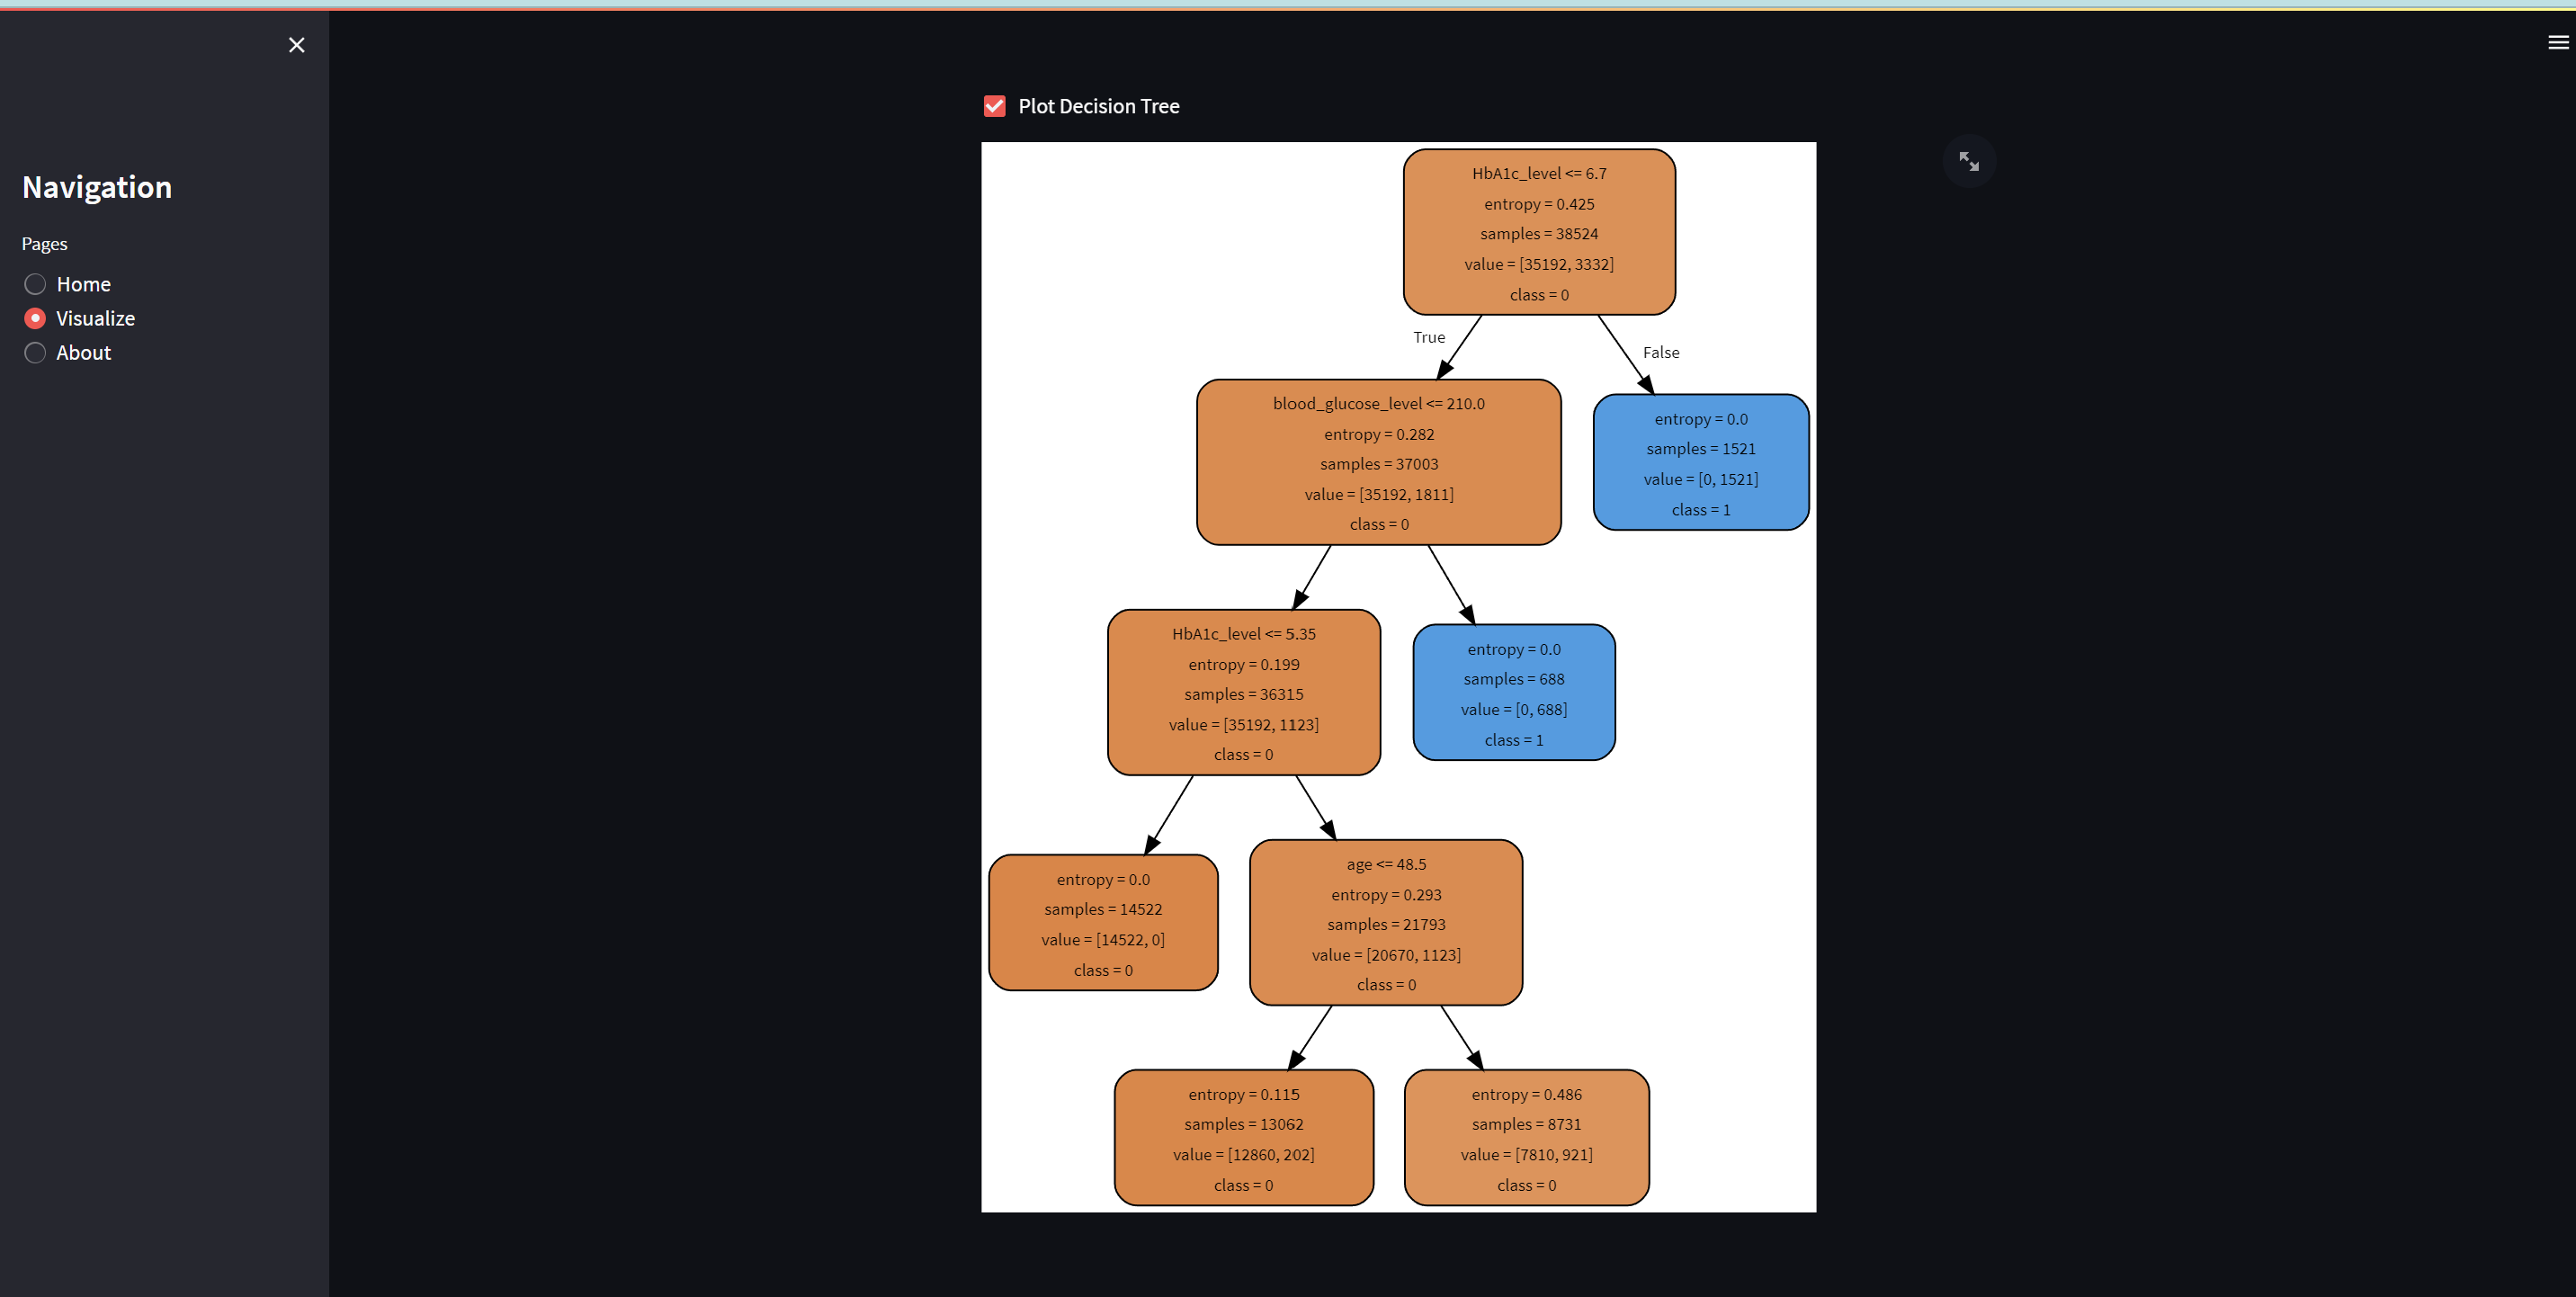 Navigation
Pages
Home
Visualize
About
Plot Decision Tree
HbA1c_level <= 6.7
entropy = 0.425
samples = 38524
value = [35192, 3332]
class = 0
True
False
blood_glucose_level <= 210.0
entropy = 0.282
samples = 37003
value = [35192, 1811]
class = 0
entropy = 0.0
samples = 1521
value = [0, 1521]
class = 1
HbA1c_level <= 5.35
entropy = 0.199
samples = 36315
value = [35192, 1123]
class = 0
entropy = 0.0
samples = 688
value = [0, 688]
class = 1
entropy = 0.0
samples = 14522
value = [14522, 0]
class = 0
age <= 48.5
entropy = 0.293
samples = 21793
value = [20670, 1123]
class = 0
entropy = 0.115
samples = 13062
value = [12860, 202]
class = 0
entropy = 0.486
samples = 8731
value = [7810, 921]
class = 0